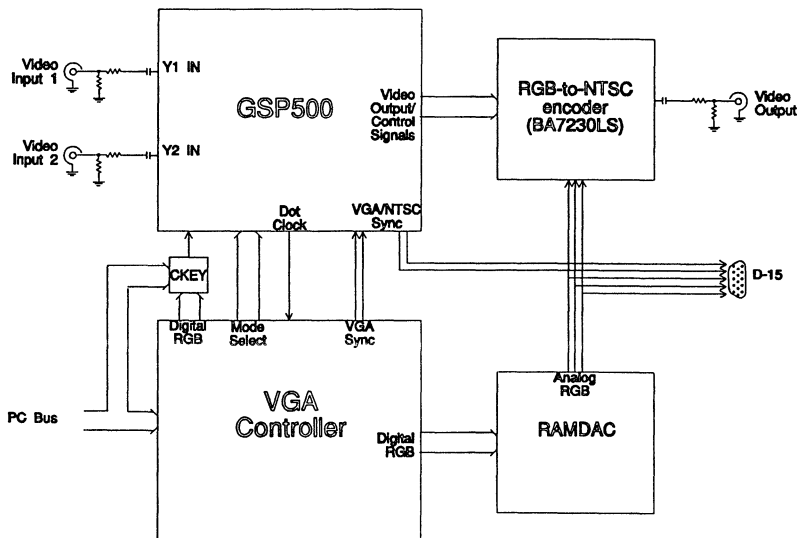 Video
Input 1
Y1 IN
GSP500
Video
Output/
Control
Signals
RGB-to-NTSC
encoder
(BA7230LS)
Video
Output
Video
Input 2
Y2 IN
Dot
Clock
VGA/NTSC
Sync
CKEY
D-15
Digital
RGB
Mode
Select
VGA
Sync
PC Bus
VGA
Controller
Digital
RGB
Analog
RGB
RAMDAC